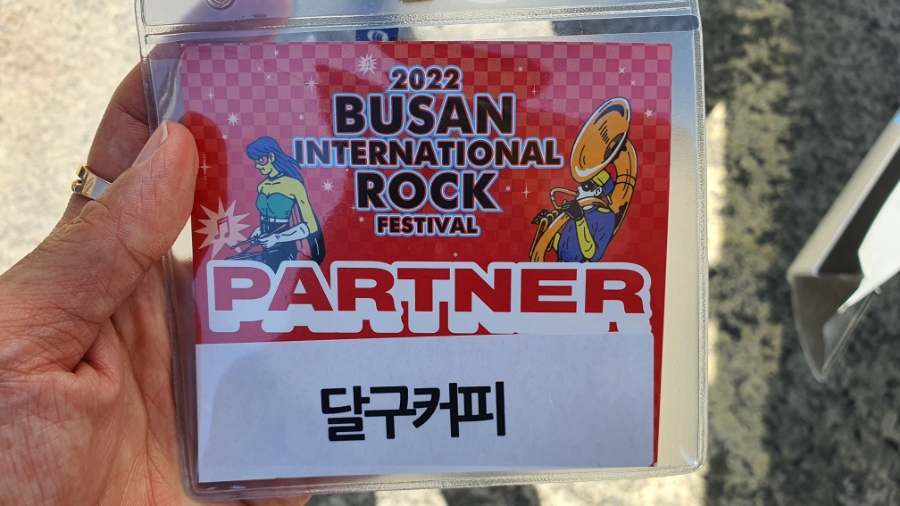 2022
BUSAN
INTERNATIONAL
ROCK
FESTIVAL
PARTNER
달구커피